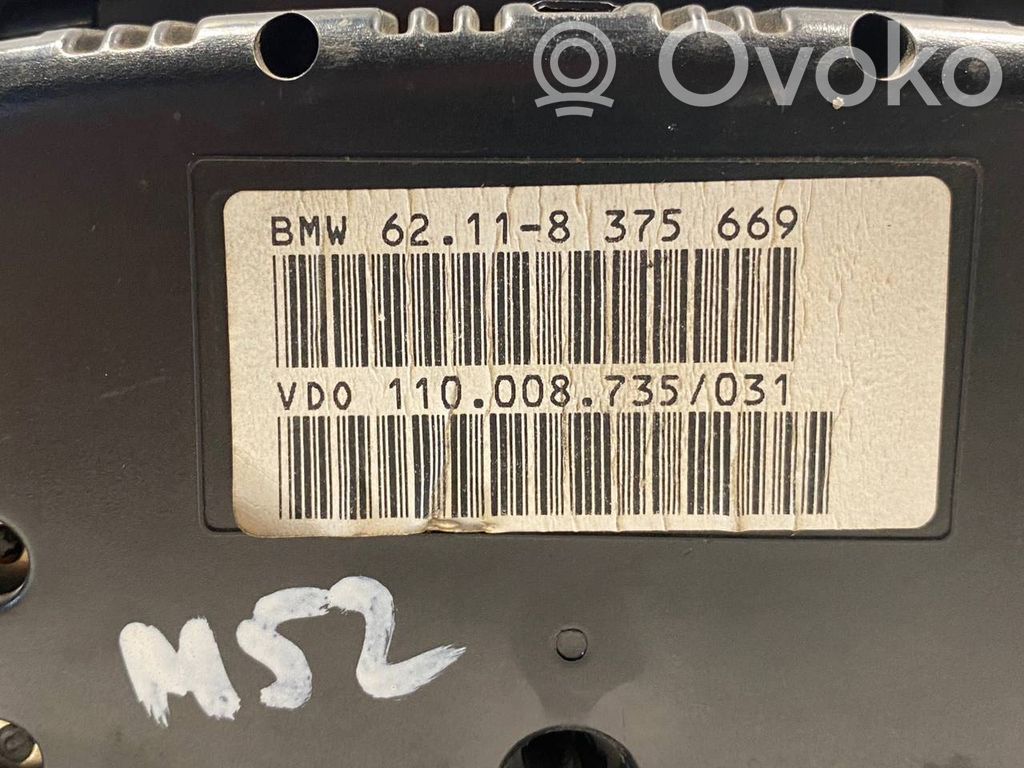 Ovoko
BMW 62.11-8 375 669
VDO 110.008.735/031
M52